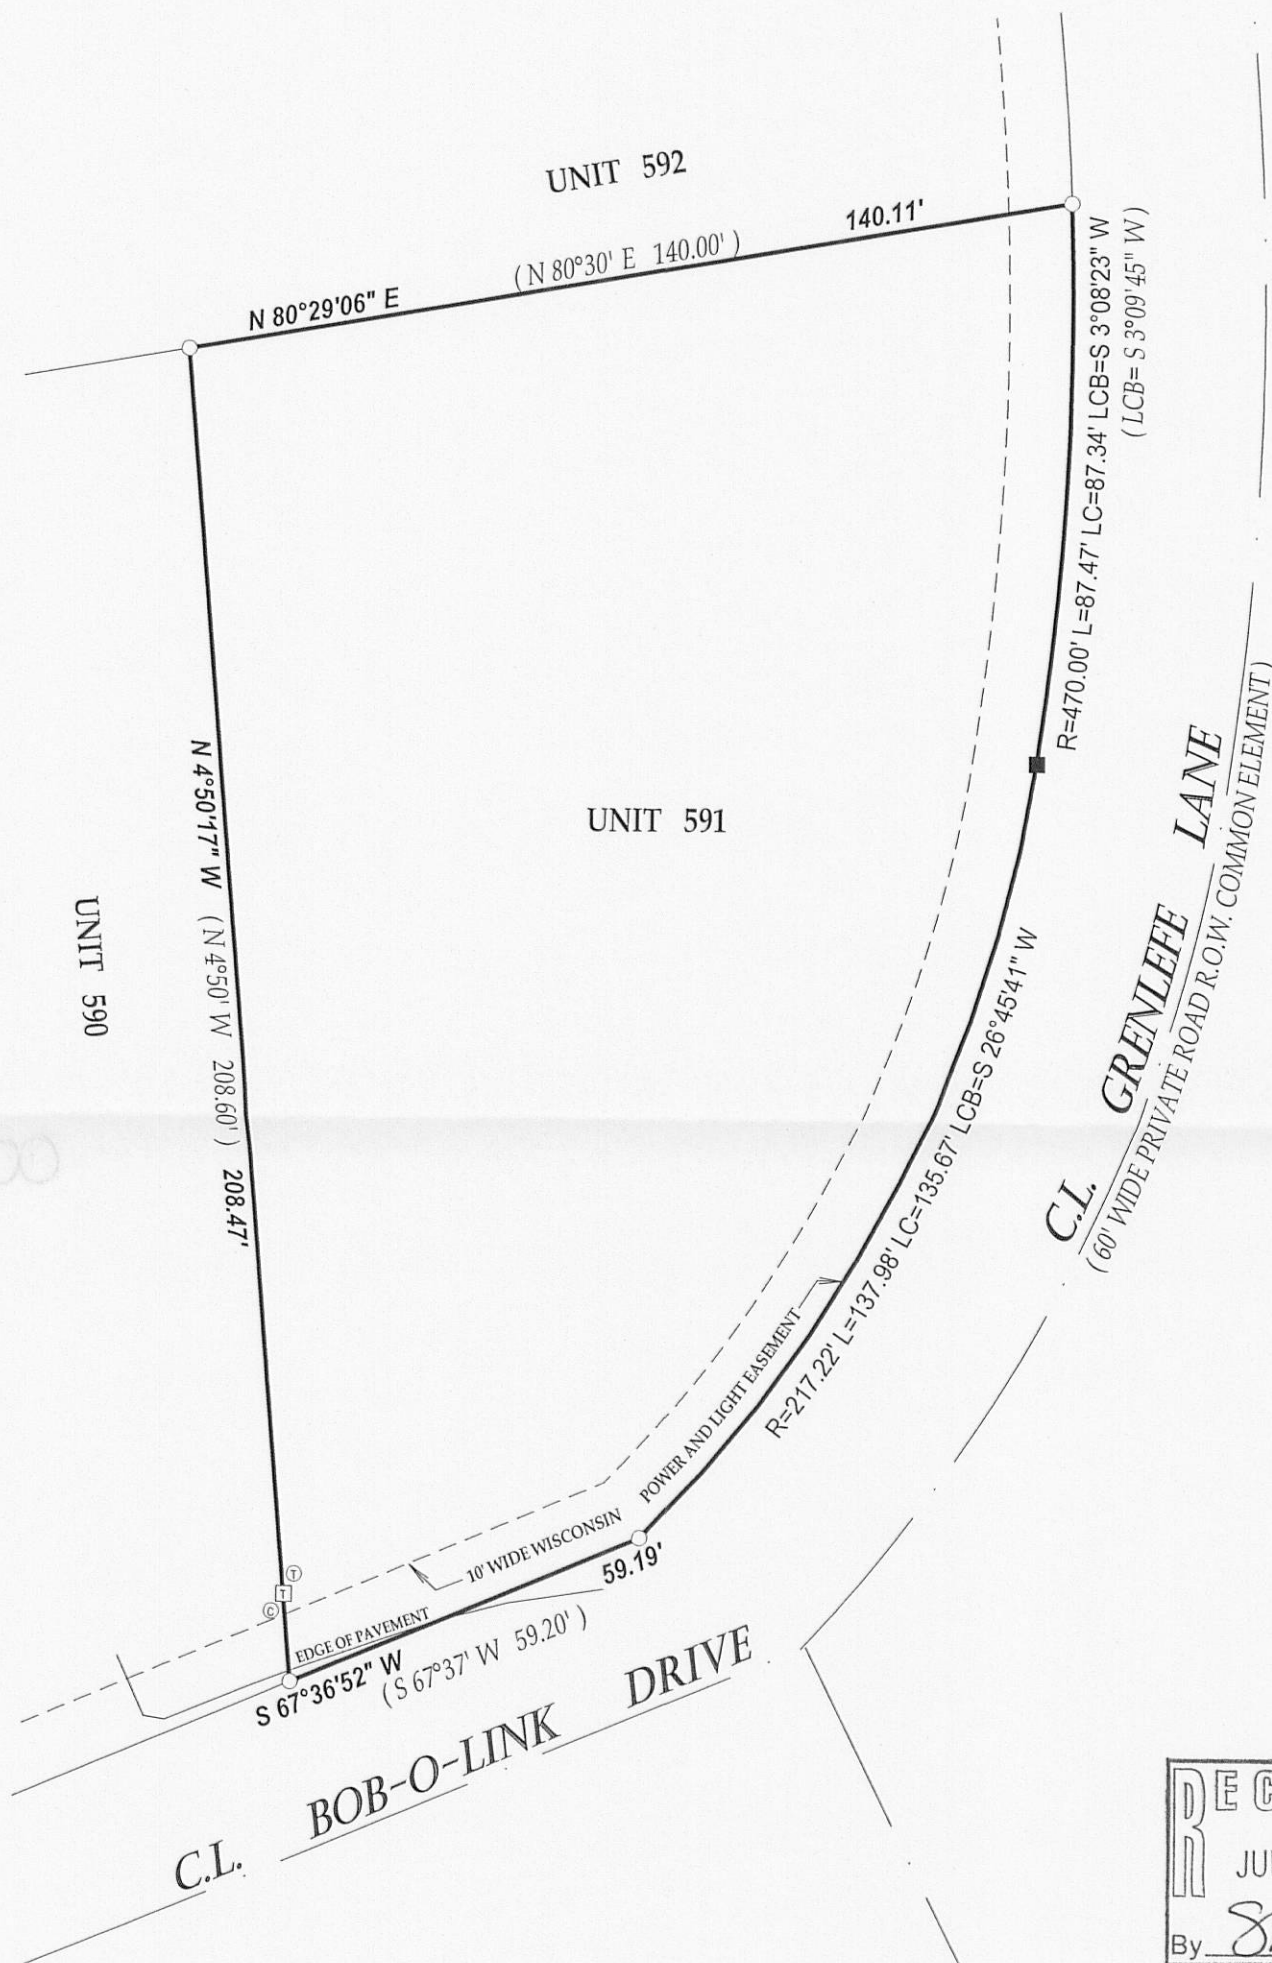 UNIT 592
140.11'
( N 80°30' E 140.00' )
N 80°29'06" E
R=470.00' L=87.47' LC=87.34' LCB=S 3°08'23" W
( LCB= S 3°09'45" W )
N 4°50'17" W ( N 4°50' W 208.60' ) 208.47'
UNIT 591
UNIT 590
C.L. GRENLEFE LANE
( 60' WIDE PRIVATE ROAD R.O.W. COMMON ELEMENT )
R=217.22' L=137.98' LC=135.67' LCB=S 26°45'41" W
10' WIDE WISCONSIN POWER AND LIGHT EASEMENT
T
T
C
59.19'
EDGE OF PAVEMENT
S 67°36'52" W
( S 67°37' W 59.20' )
C.L. BOB-O-LINK DRIVE
By